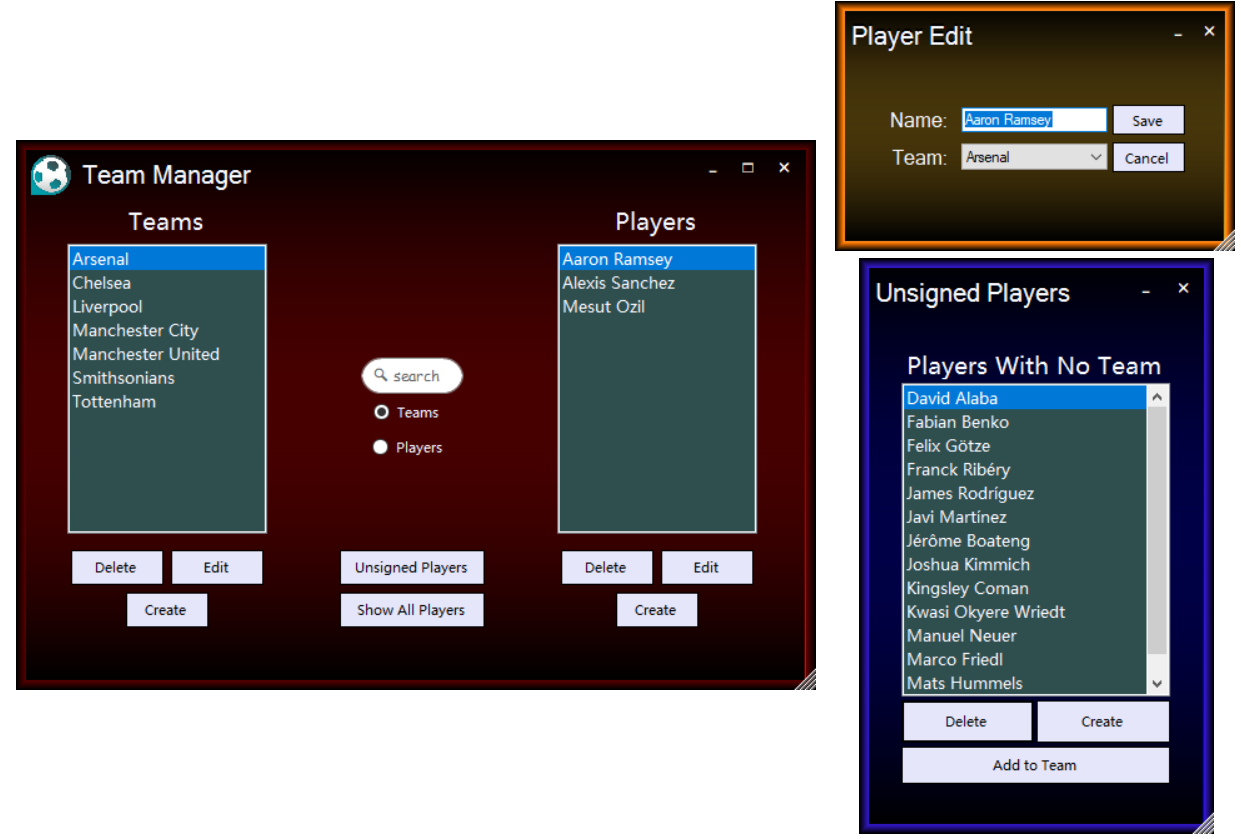 Team Manager
Teams
Arsenal
Chelsea
Liverpool
Manchester City
Manchester United
Smithsonians
Tottenham
Delete
Edit
Create
search
Teams
Players
Unsigned Players
Show All Players
Players
Aaron Ramsey
Alexis Sanchez
Mesut Ozil
Delete
Edit
Create
Player Edit
Name: Aaron Ramsey Save
Team: Arsenal Cancel
Unsigned Players
Players With No Team
David Alaba
Fabian Benko
Felix Götze
Franck Ribéry
James Rodríguez
Javi Martínez
Jérôme Boateng
Joshua Kimmich
Kingsley Coman
Kwasi Okyere Wriedt
Manuel Neuer
Marco Friedl
Mats Hummels
Delete
Create
Add to Team